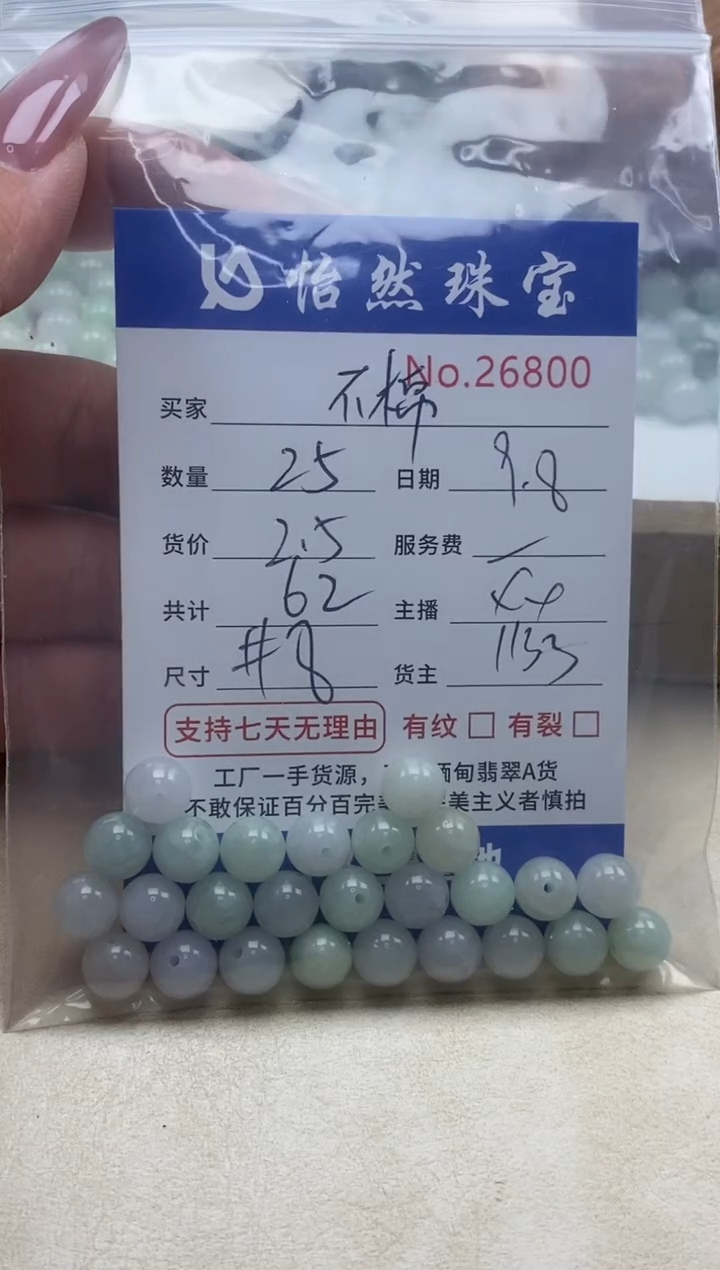 怡然珠宝
No.26800
买家 不棉
数量 25 日期 9.8
货价 2.5 服务费
共计 62 主播
尺寸 #8 货主 1133
支持七天无理由 有纹 □ 有裂 □
工厂一手货源, 缅甸翡翠A货
不敢保证百分百完美 美主义者慎拍